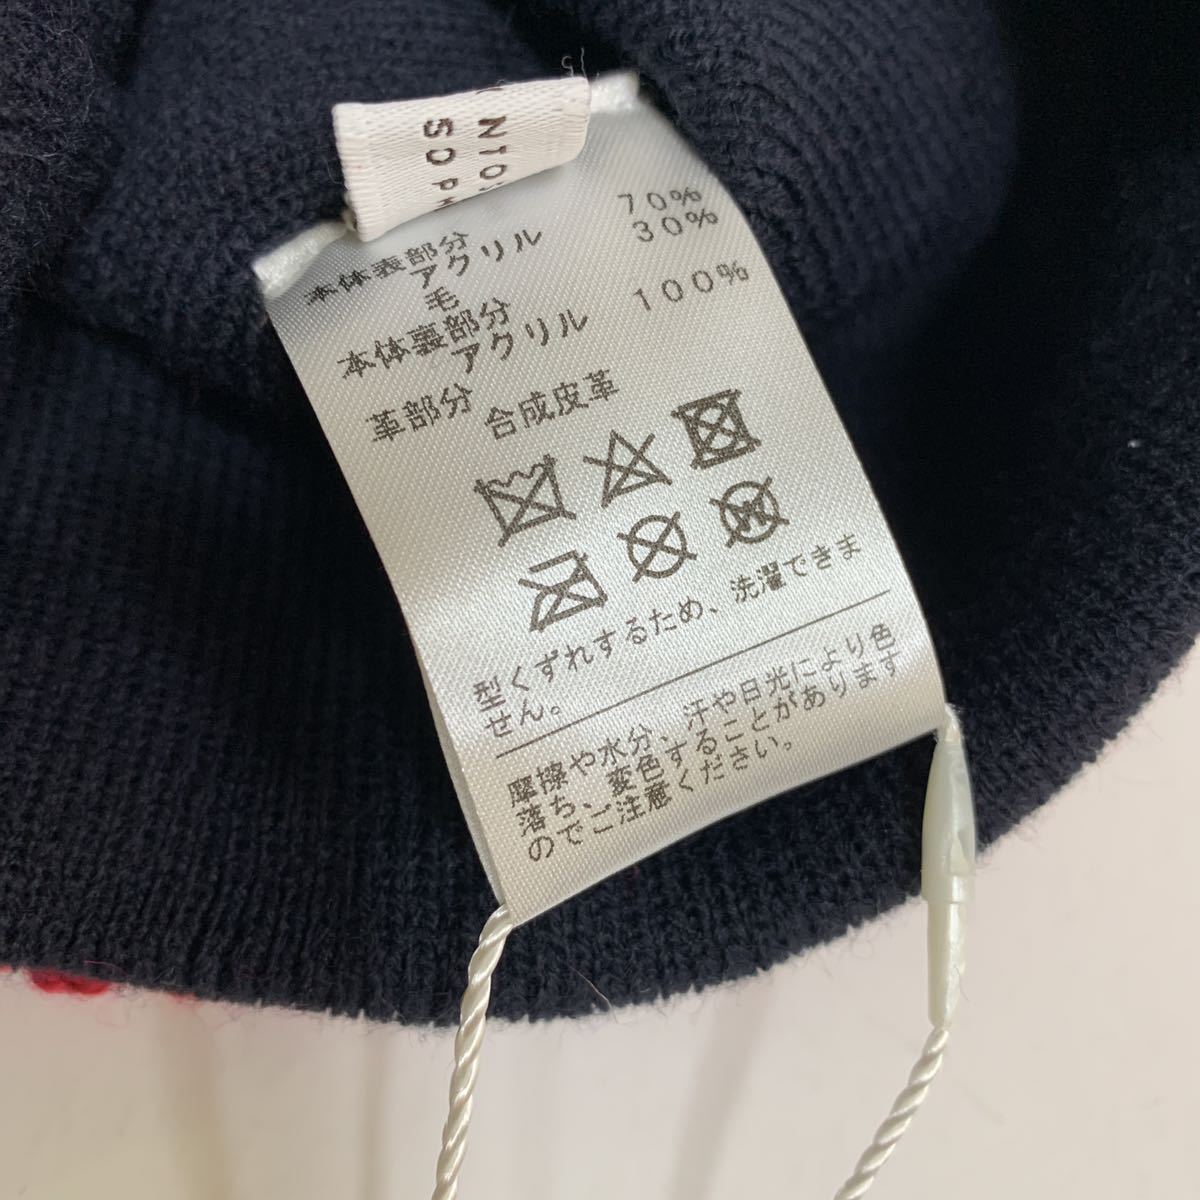 本体表部分
アクリル 70%
毛 30%
本体裏部分
アクリル 100%
革部分 合成皮革
型くずれするため、洗濯できま
せん。
摩擦や水分、汗や日光により色
落ち、変色することがあります
のでご注意ください。